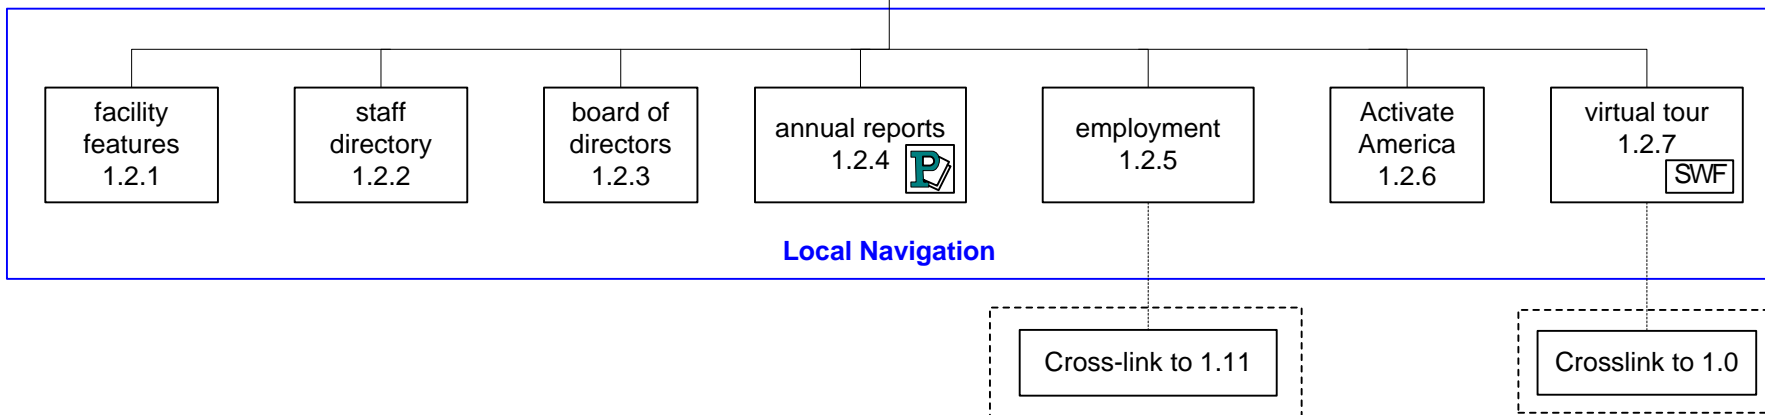 facility
features
1.2.1
staff
directory
1.2.2
board of
directors
1.2.3
annual reports
1.2.4
P
employment
1.2.5
Activate
America
1.2.6
virtual tour
1.2.7
SWF
Local Navigation
Cross-link to 1.11
Crosslink to 1.0